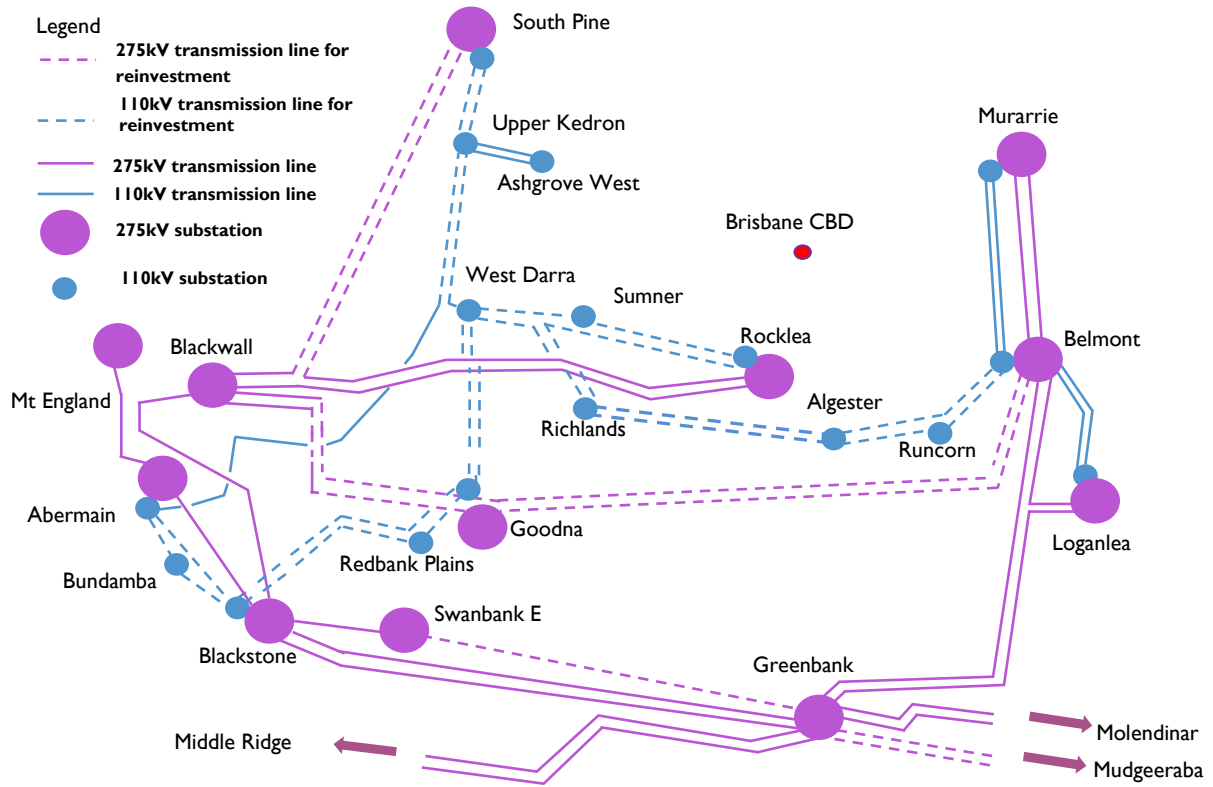 Legend
275kV transmission line for
reinvestment
110kV transmission line for
reinvestment
275kV transmission line
110kV transmission line
275kV substation
110kV substation
South Pine
Upper Kedron
Ashgrove West
Murarrie
Brisbane CBD
West Darra
Sumner
Rocklea
Belmont
Blackwall
Mt England
Algester
Richlands
Runcorn
Abermain
Goodna
Loganlea
Redbank Plains
Bundamba
Swanbank E
Blackstone
Greenbank
Middle Ridge
Molendinar
Mudgeeraba